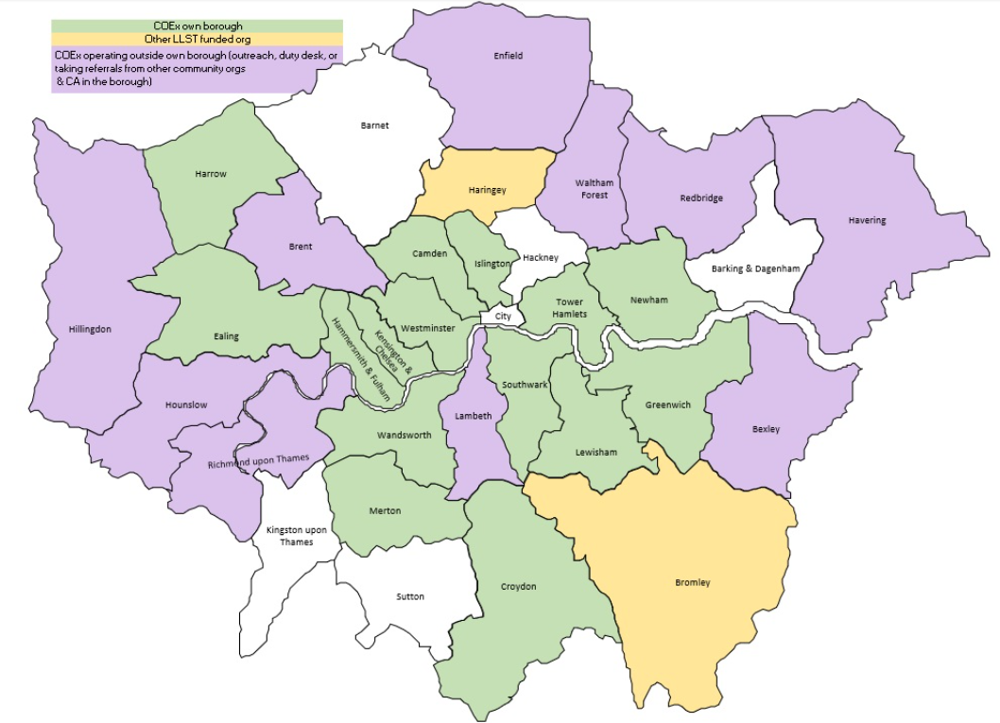 COEx own borough
Other LLST funded org
COEx operating outside own borough (outreach, duty desk, or
taking referrals from other community orgs
& CA in the borough)
Enfield
Barnet
Harrow
Haringey
Waltham
Forest
Redbridge
Havering
Brent
Camden
Islington
Hackney
Barking & Dagenham
Hillingdon
Ealing
Hammersmith & Fulham
Kensington &
Chelsea
Westminster
City
Tower
Hamlets
Newham
Hounslow
Richmond upon Thames
Wandsworth
Lambeth
Southwark
Lewisham
Greenwich
Bexley
Kingston upon
Thames
Merton
Sutton
Croydon
Bromley